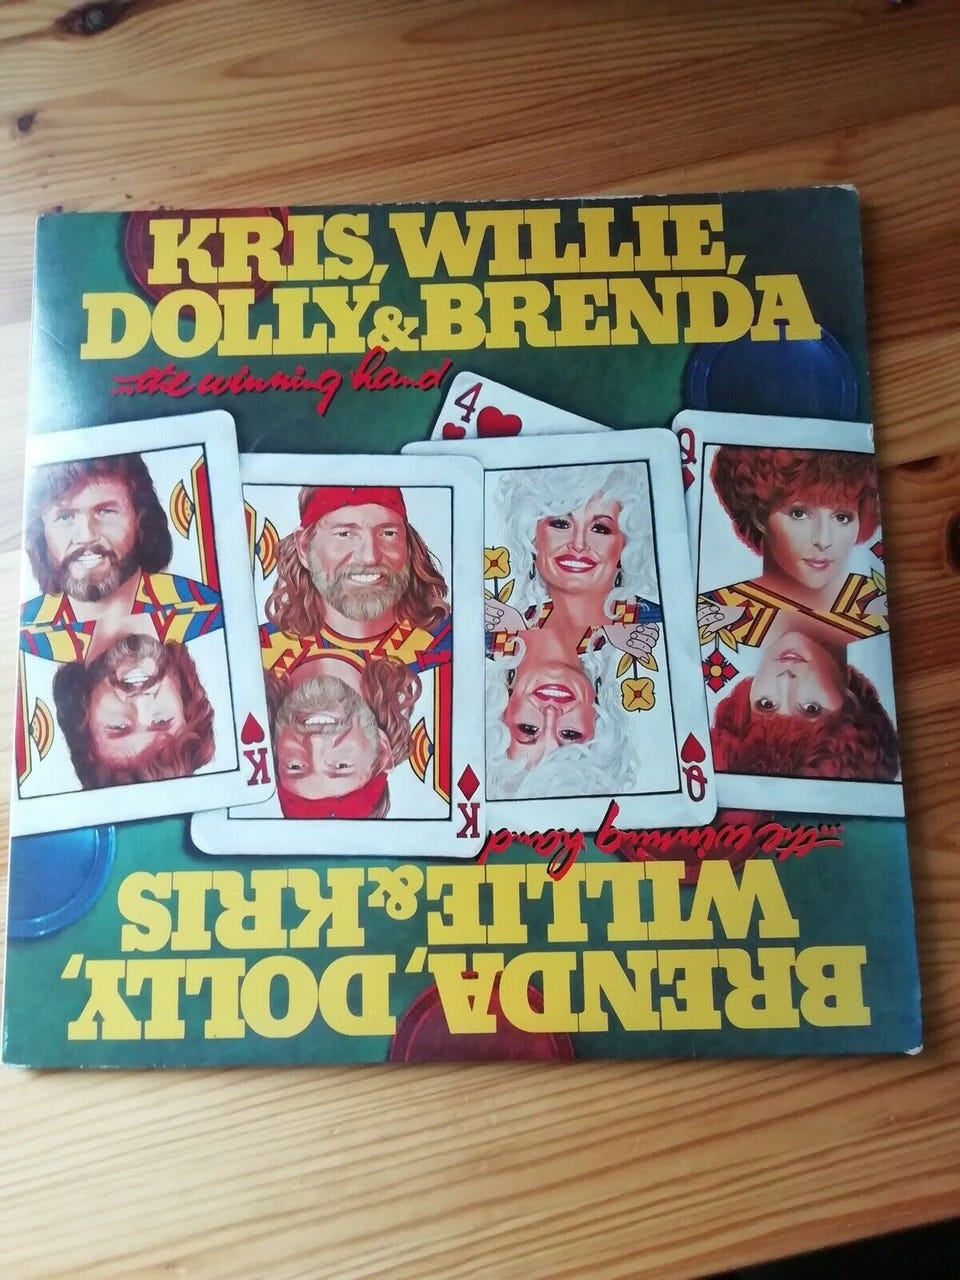 KRIS, WILLIE,
DOLLY & BRENDA
...the winning hand
4
Q
K
K
Q
...the winning hand
BRENDA, DOLLY,
WILLIE & KRIS